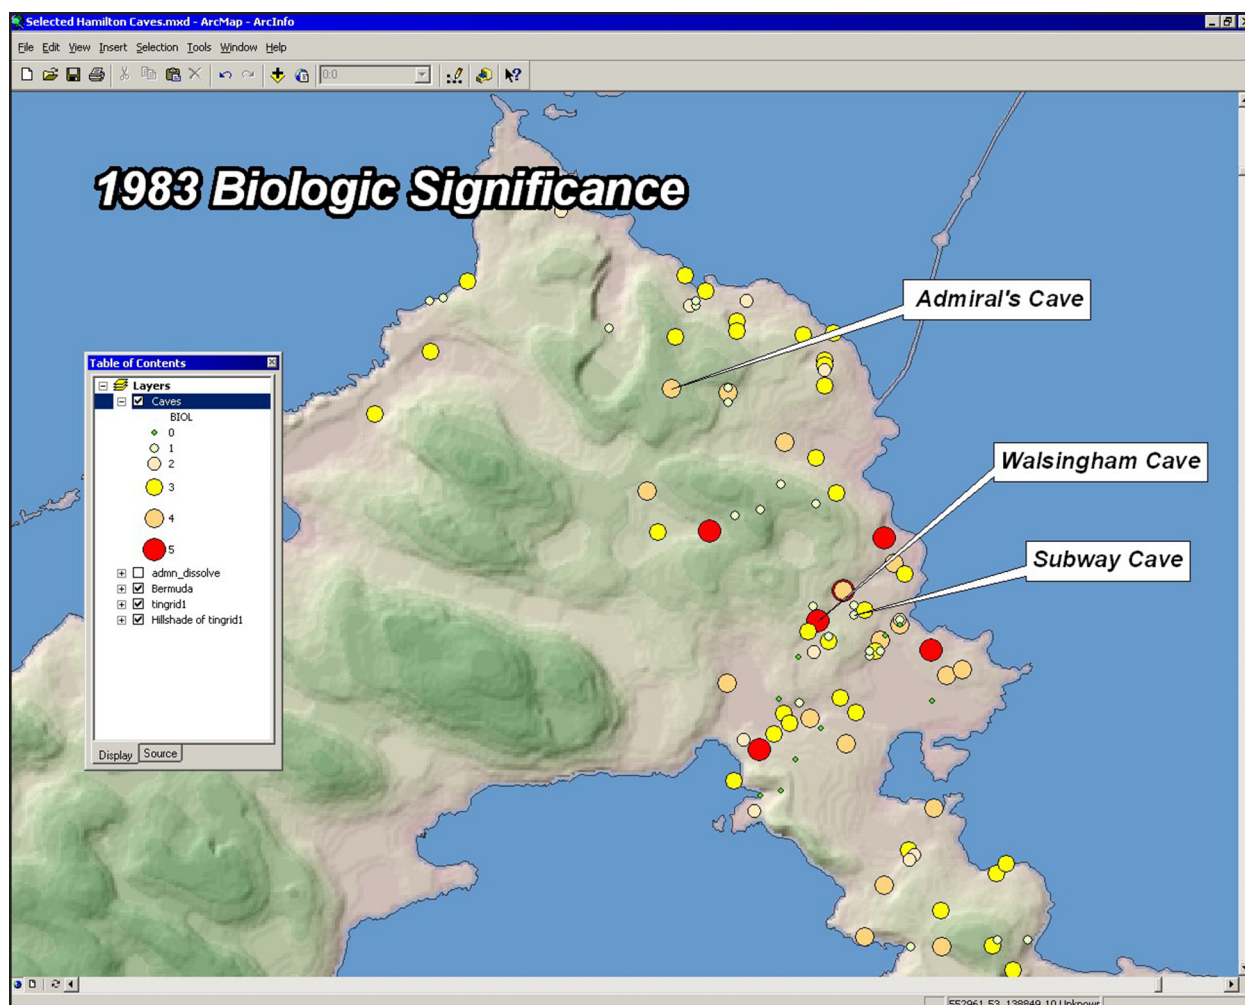 Selected Hamilton Caves.mxd - ArcMap - ArcInfo
File Edit View Insert Selection Tools Window Help
0:0
1983 Biologic Significance
Admiral's Cave
Walsingham Cave
Subway Cave
Table of Contents
Layers
Caves
BIOL
0
1
2
3
4
5
admn_dissolve
Bermuda
tingrid1
Hillshade of tingrid1
Display Source